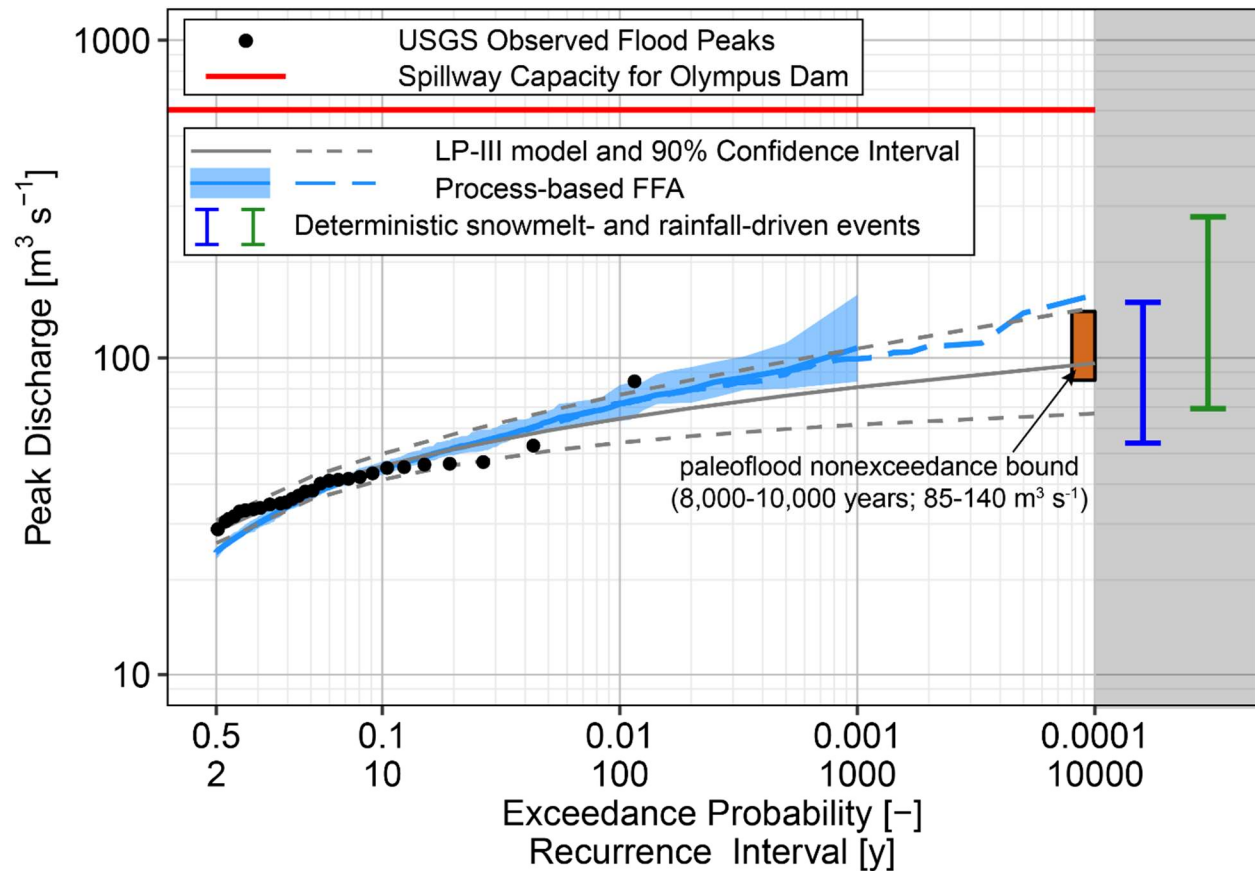 1000
100
10
Peak Discharge [m³ s⁻¹]
USGS Observed Flood Peaks
Spillway Capacity for Olympus Dam
LP-III model and 90% Confidence Interval
Process-based FFA
Deterministic snowmelt- and rainfall-driven events
paleoflood nonexceedance bound
(8,000-10,000 years; 85-140 m³ s⁻¹)
0.5 0.1 0.01 0.001 0.0001
2 10 100 1000 10000
Exceedance Probability [−]
Recurrence Interval [y]